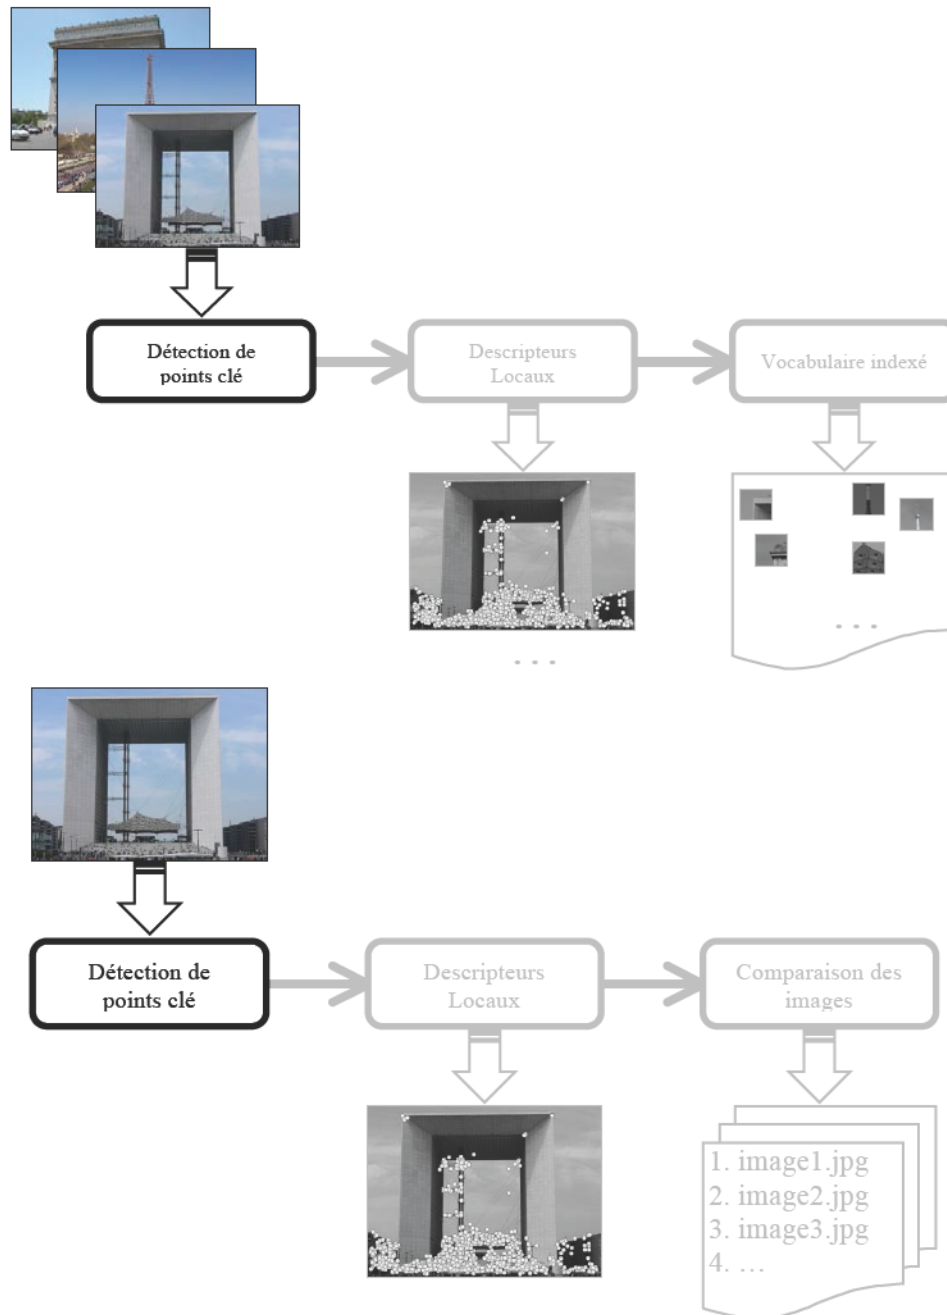 Détection de
points clé
Descripteurs
Locaux
Vocabulaire indexé
. . .
. . .
Détection de
points clé
Descripteurs
Locaux
Comparaison des
images
1. image1.jpg
2. image2.jpg
3. image3.jpg
4. ...